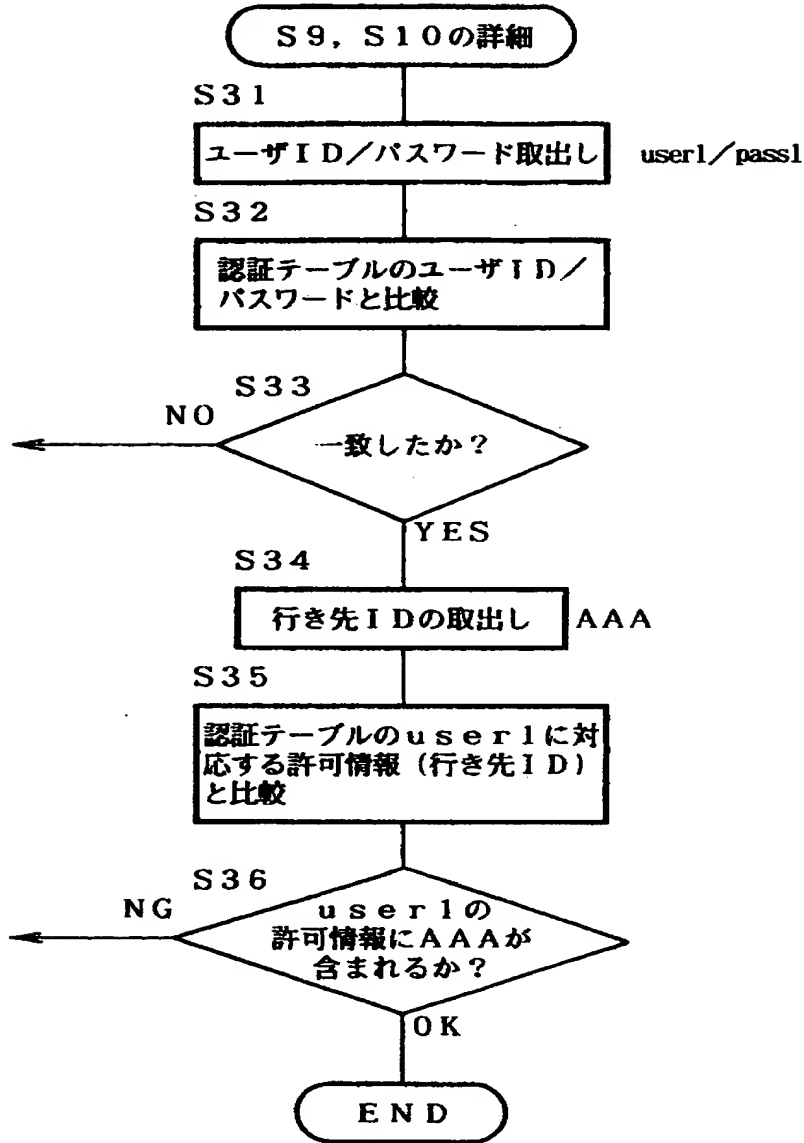 S9，S10の詳細
S31
ユーザID／パスワード取出し
user1／pass1
S32
認証テーブルのユーザID／
パスワードと比較
S33
NO
一致したか？
YES
S34
行き先IDの取出し
AAA
S35
認証テーブルのuser1に対
応する許可情報（行き先ID）
と比較
S36
NG
user1の
許可情報にAAAが
含まれるか？
OK
END